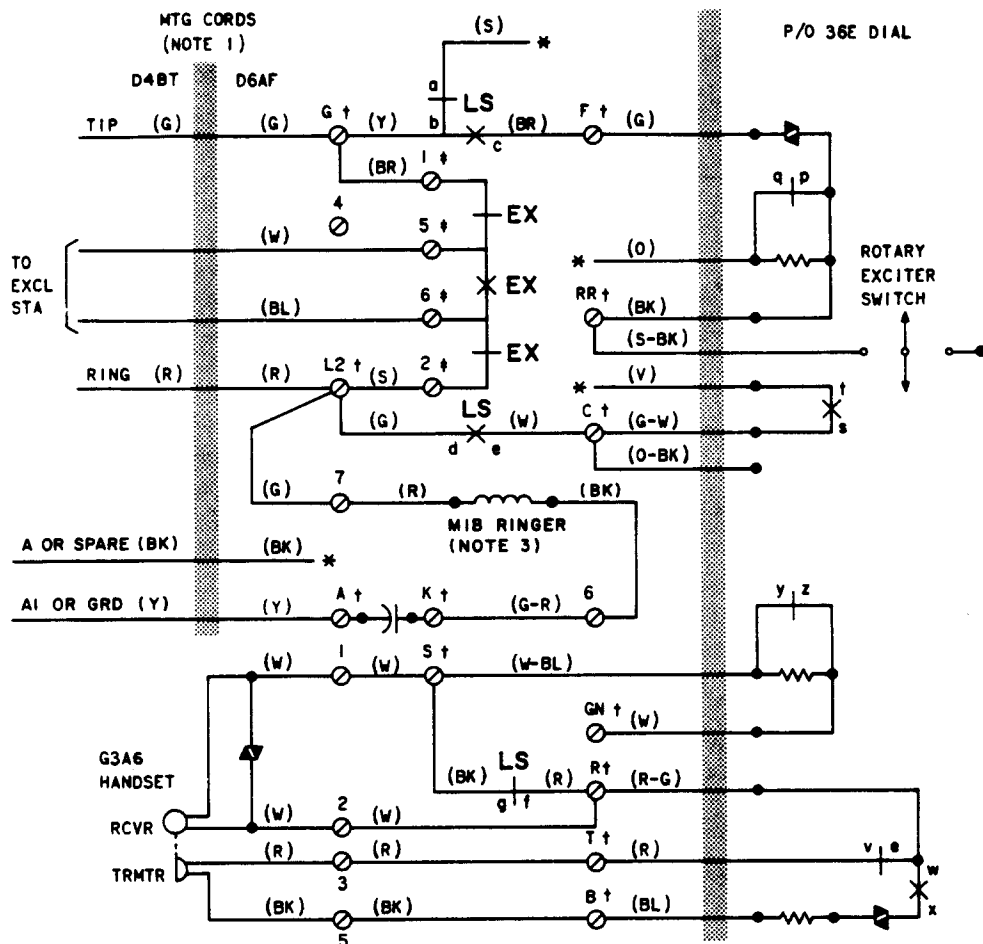 MTG CORDS
(NOTE 1)
P/O 36E DIAL
D4BT D6AF
(S) *
a
LS
TIP (G) (G) G † (Y) b c (BR) F † (G)
(BR) 1 ‡
q p
4
EX
(W) 5 ‡
TO
EXCL
STA
* (O)
ROTARY
EXCITER
SWITCH
EX
(BL) 6 ‡
RR † (BK)
(S-BK)
EX
RING (R) (R) L2 † (S) 2 ‡
* (V)
t
LS
(G) d e (W) C † (G-W) s
(O-BK)
(G) 7 (R) (BK)
M1B RINGER
(NOTE 3)
A OR SPARE (BK) (BK) *
A1 OR GRD (Y) (Y) A † K † (G-R) 6
y z
(W) 1 (W) S † (W-BL)
GN † (W)
G3A6
HANDSET
LS
(BK) g f (R) R† (R-G)
RCVR (W) 2 (W)
(R) 3 (R) T † (R) v e
w
TRMTR
x
(BK) 5 (BK) B † (BL)